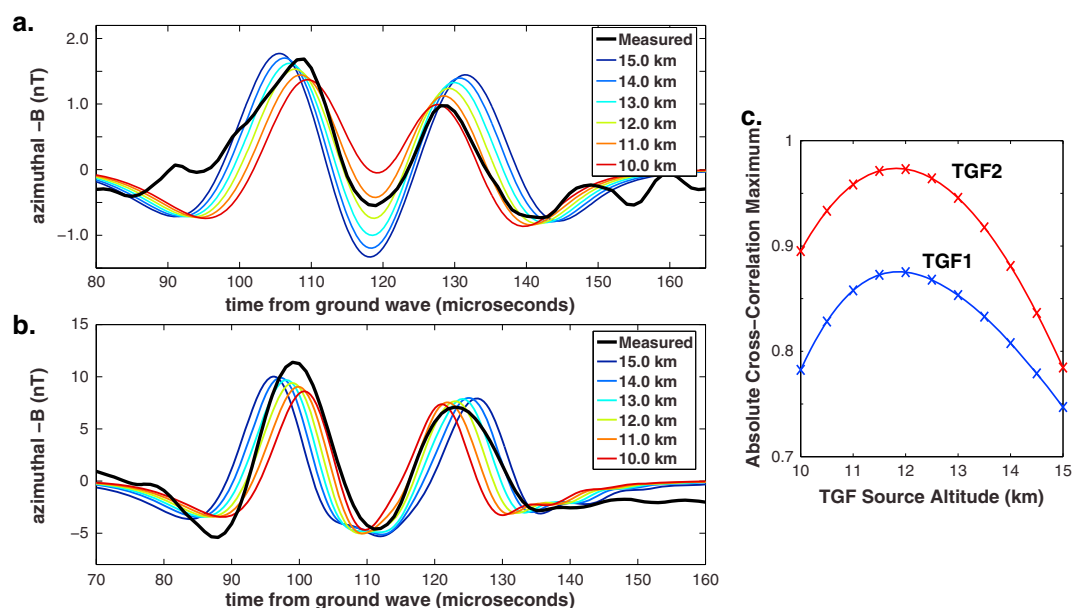 a.
azimuthal −B (nT)
2.0
1.0
0
−1.0
Measured
15.0 km
14.0 km
13.0 km
12.0 km
11.0 km
10.0 km
80 90 100 110 120 130 140 150 160
time from ground wave (microseconds)
b.
azimuthal −B (nT)
15
10
5
0
−5
Measured
15.0 km
14.0 km
13.0 km
12.0 km
11.0 km
10.0 km
70 80 90 100 110 120 130 140 150 160
time from ground wave (microseconds)
c.
Absolute Cross−Correlation Maximum
1
0.9
0.8
0.7
TGF2
TGF1
10 11 12 13 14 15
TGF Source Altitude (km)